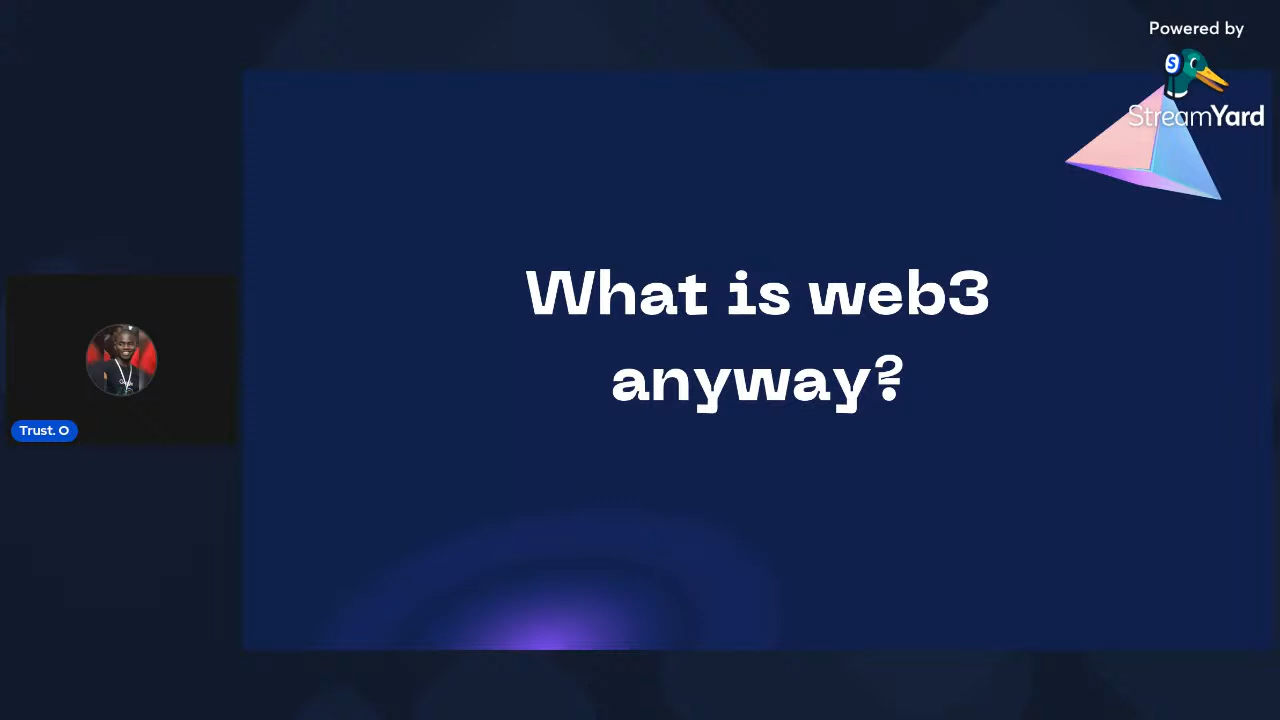 Powered by
S
StreamYard
What is web3
anyway?
Trust. O